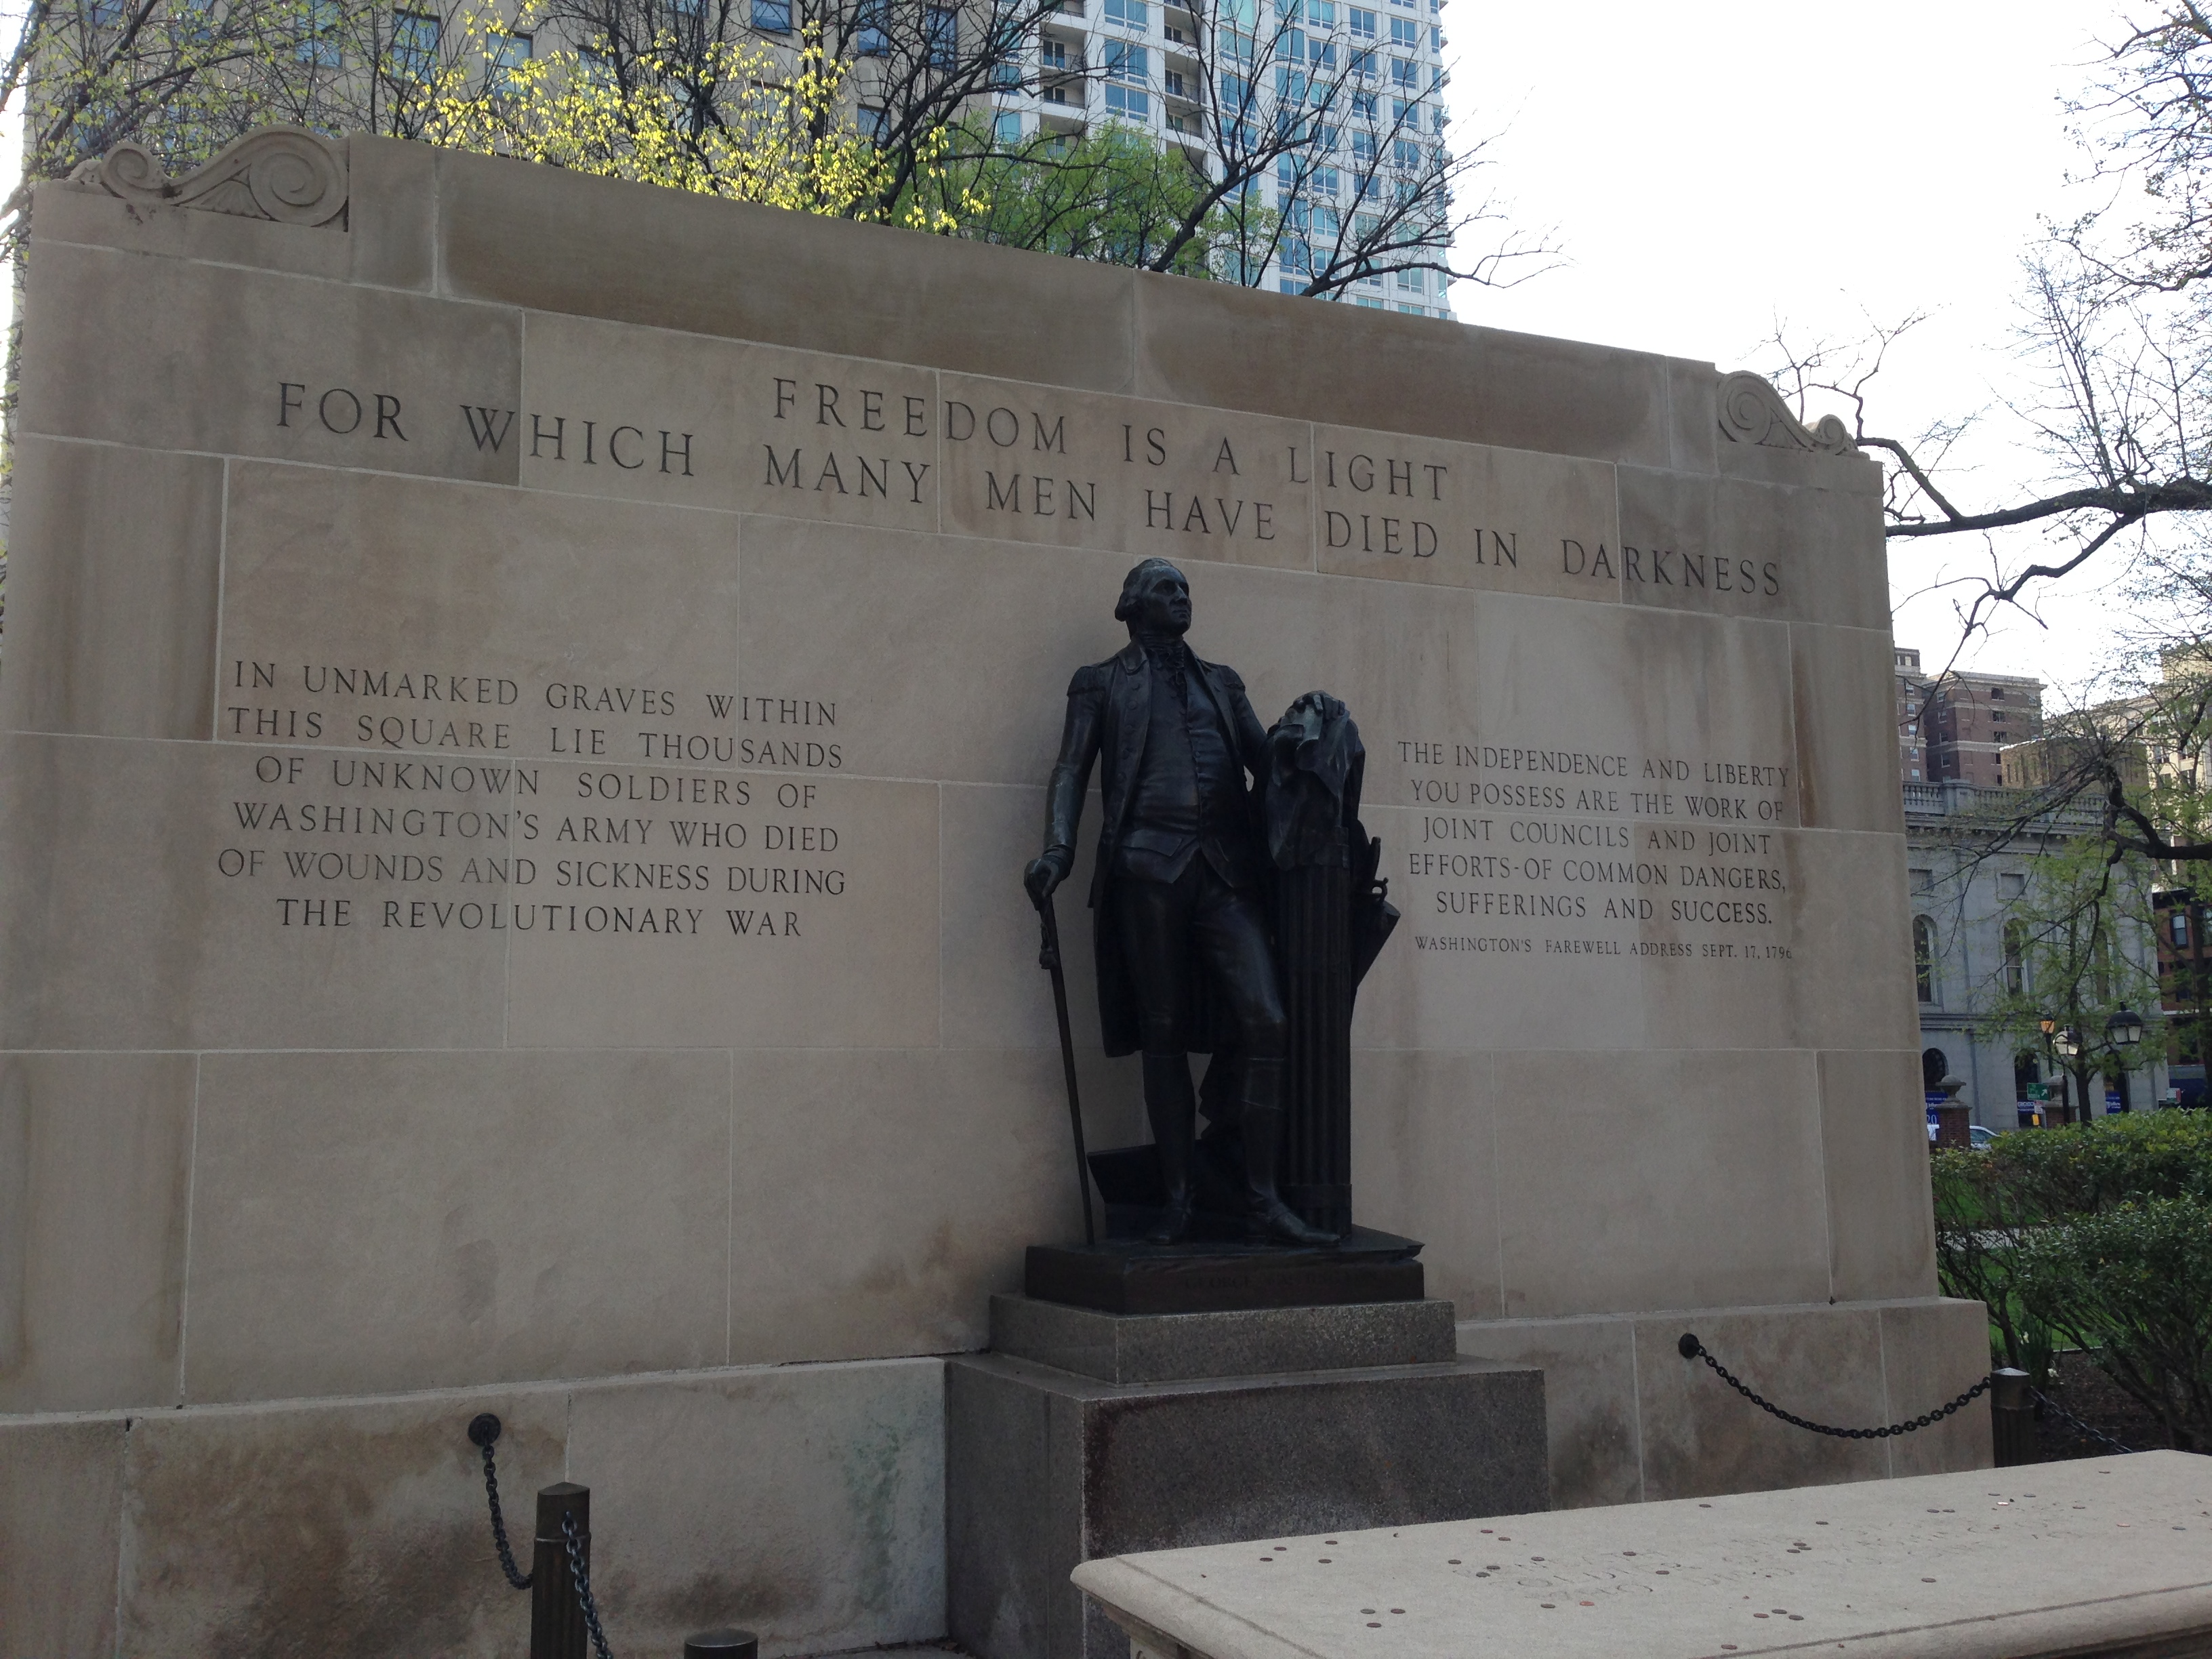 FREEDOM IS A LIGHT
FOR WHICH MANY MEN HAVE DIED IN DARKNESS
IN UNMARKED GRAVES WITHIN
THIS SQUARE LIE THOUSANDS
OF UNKNOWN SOLDIERS OF
WASHINGTON'S ARMY WHO DIED
OF WOUNDS AND SICKNESS DURING
THE REVOLUTIONARY WAR
THE INDEPENDENCE AND LIBERTY
YOU POSSESS ARE THE WORK OF
JOINT COUNCILS AND JOINT
EFFORTS-OF COMMON DANGERS,
SUFFERINGS AND SUCCESS.
WASHINGTON'S FAREWELL ADDRESS SEPT. 17, 1796